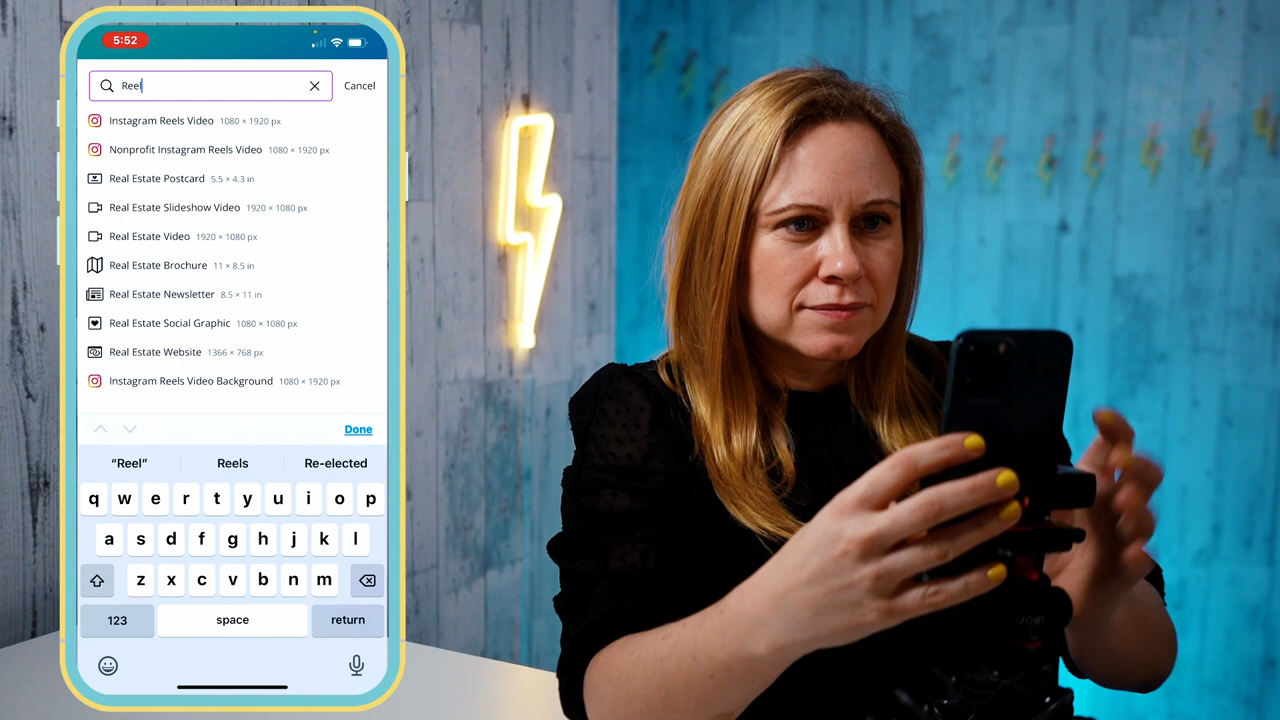 5:52
Reel Cancel
Instagram Reels Video 1080 × 1920 px
Nonprofit Instagram Reels Video 1080 × 1920 px
Real Estate Postcard 5.5 × 4.3 in
Real Estate Slideshow Video 1920 × 1080 px
Real Estate Video 1920 × 1080 px
Real Estate Brochure 11 × 8.5 in
Real Estate Newsletter 8.5 × 11 in
Real Estate Social Graphic 1080 × 1080 px
Real Estate Website 1366 × 768 px
Instagram Reels Video Background 1080 × 1920 px
Done
“Reel” Reels Re-elected
q w e r t y u i o p
a s d f g h j k l
z x c v b n m
123 space return
JOBY